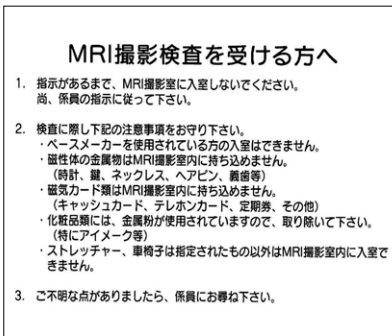 MRI撮影検査を受ける方へ
1. 指示があるまで、MRI撮影室に入室しないでください。
尚、係員の指示に従って下さい。
2. 検査に際し下記の注意事項をお守り下さい。
・ペースメーカーを使用されている方の入室はできません。
・磁性体の金属物はMRI撮影室内に持ち込めません。
（時計、鍵、ネックレス、ヘアピン、義歯等）
・磁気カード類はMRI撮影室内に持ち込めません。
（キャッシュカード、テレホンカード、定期券、その他）
・化粧品類には、金属粉が使用されていますので、取り除いて下さい。
（特にアイメーク等）
・ストレッチャー、車椅子は指定されたもの以外はMRI撮影室内に入室で
きません。
3. ご不明な点がありましたら、係員にお尋ね下さい。